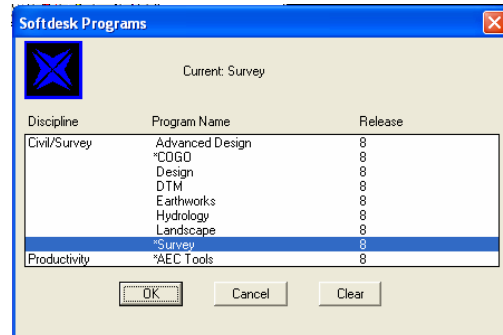 Softdesk Programs
Current: Survey
Discipline Program Name Release
Civil/Survey Advanced Design 8
*COGO 8
Design 8
DTM 8
Earthworks 8
Hydrology 8
Landscape 8
*Survey 8
Productivity *AEC Tools 8
OK Cancel Clear